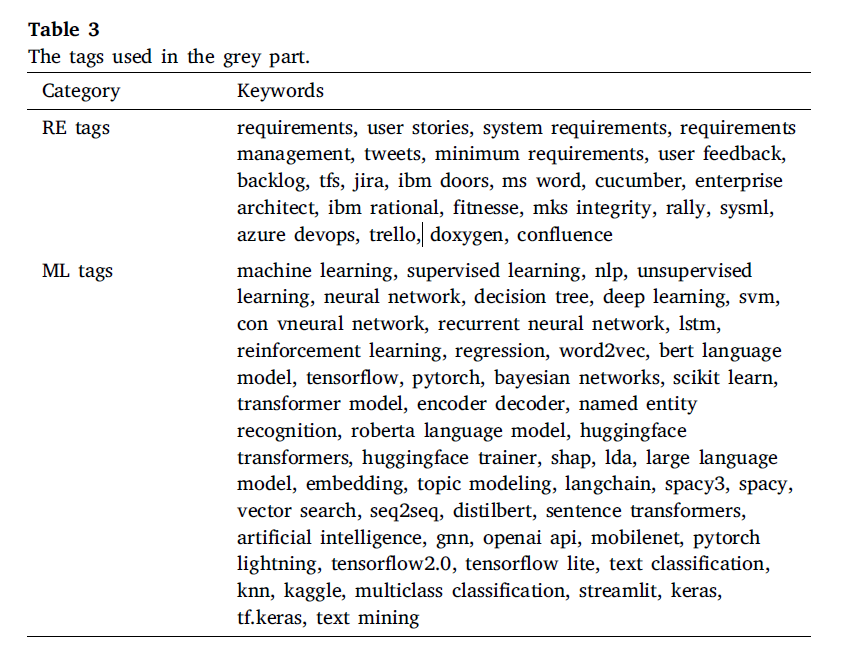 Table 3
The tags used in the grey part.
Category Keywords
RE tags requirements, user stories, system requirements, requirements
management, tweets, minimum requirements, user feedback,
backlog, tfs, jira, ibm doors, ms word, cucumber, enterprise
architect, ibm rational, fitnesse, mks integrity, rally, sysml,
azure devops, trello, doxygen, confluence
ML tags machine learning, supervised learning, nlp, unsupervised
learning, neural network, decision tree, deep learning, svm,
con vneural network, recurrent neural network, lstm,
reinforcement learning, regression, word2vec, bert language
model, tensorflow, pytorch, bayesian networks, scikit learn,
transformer model, encoder decoder, named entity
recognition, roberta language model, huggingface
transformers, huggingface trainer, shap, lda, large language
model, embedding, topic modeling, langchain, spacy3, spacy,
vector search, seq2seq, distilbert, sentence transformers,
artificial intelligence, gnn, openai api, mobilenet, pytorch
lightning, tensorflow2.0, tensorflow lite, text classification,
knn, kaggle, multiclass classification, streamlit, keras,
tf.keras, text mining